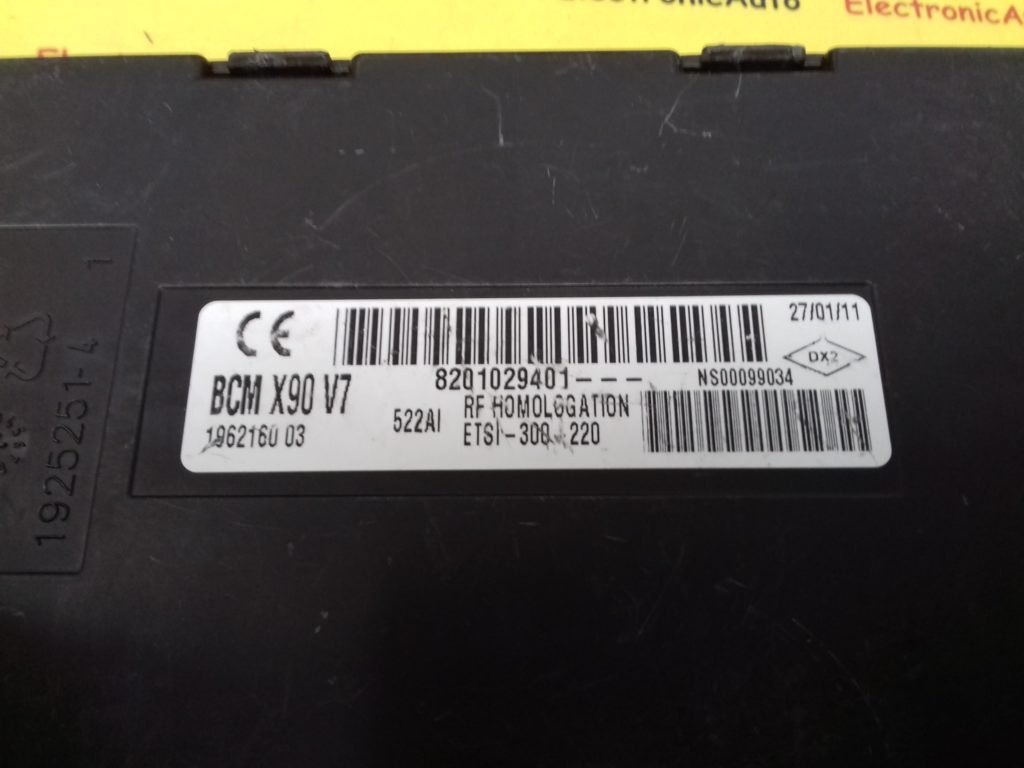 ElectronicAuto
ElectronicA
27/01/11
CE
DX2
8201029401---
NS00099034
BCM X90 V7
522AI
RF HOMOLOGATION
1962160 03
ETSI-300-220
1925251-4
1